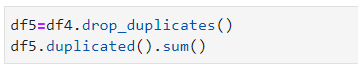 df5=df4.drop_duplicates()
df5.duplicated().sum()